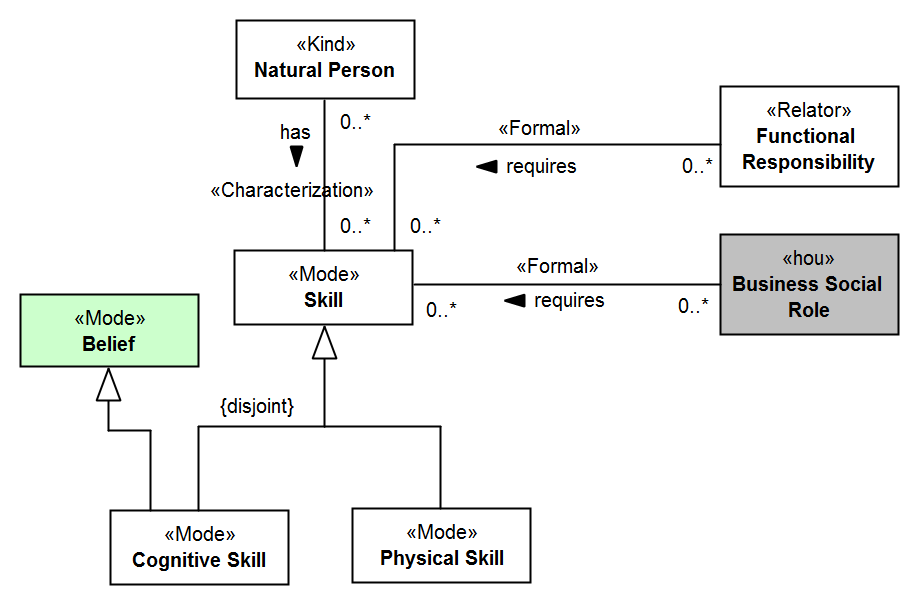 «Kind»
Natural Person
has
0..*
«Characterization»
0..*
0..*
«Formal»
requires
0..*
«Relator»
Functional
Responsibility
«Mode»
Skill
0..*
«Formal»
requires
0..*
«hou»
Business Social
Role
«Mode»
Belief
{disjoint}
«Mode»
Cognitive Skill
«Mode»
Physical Skill